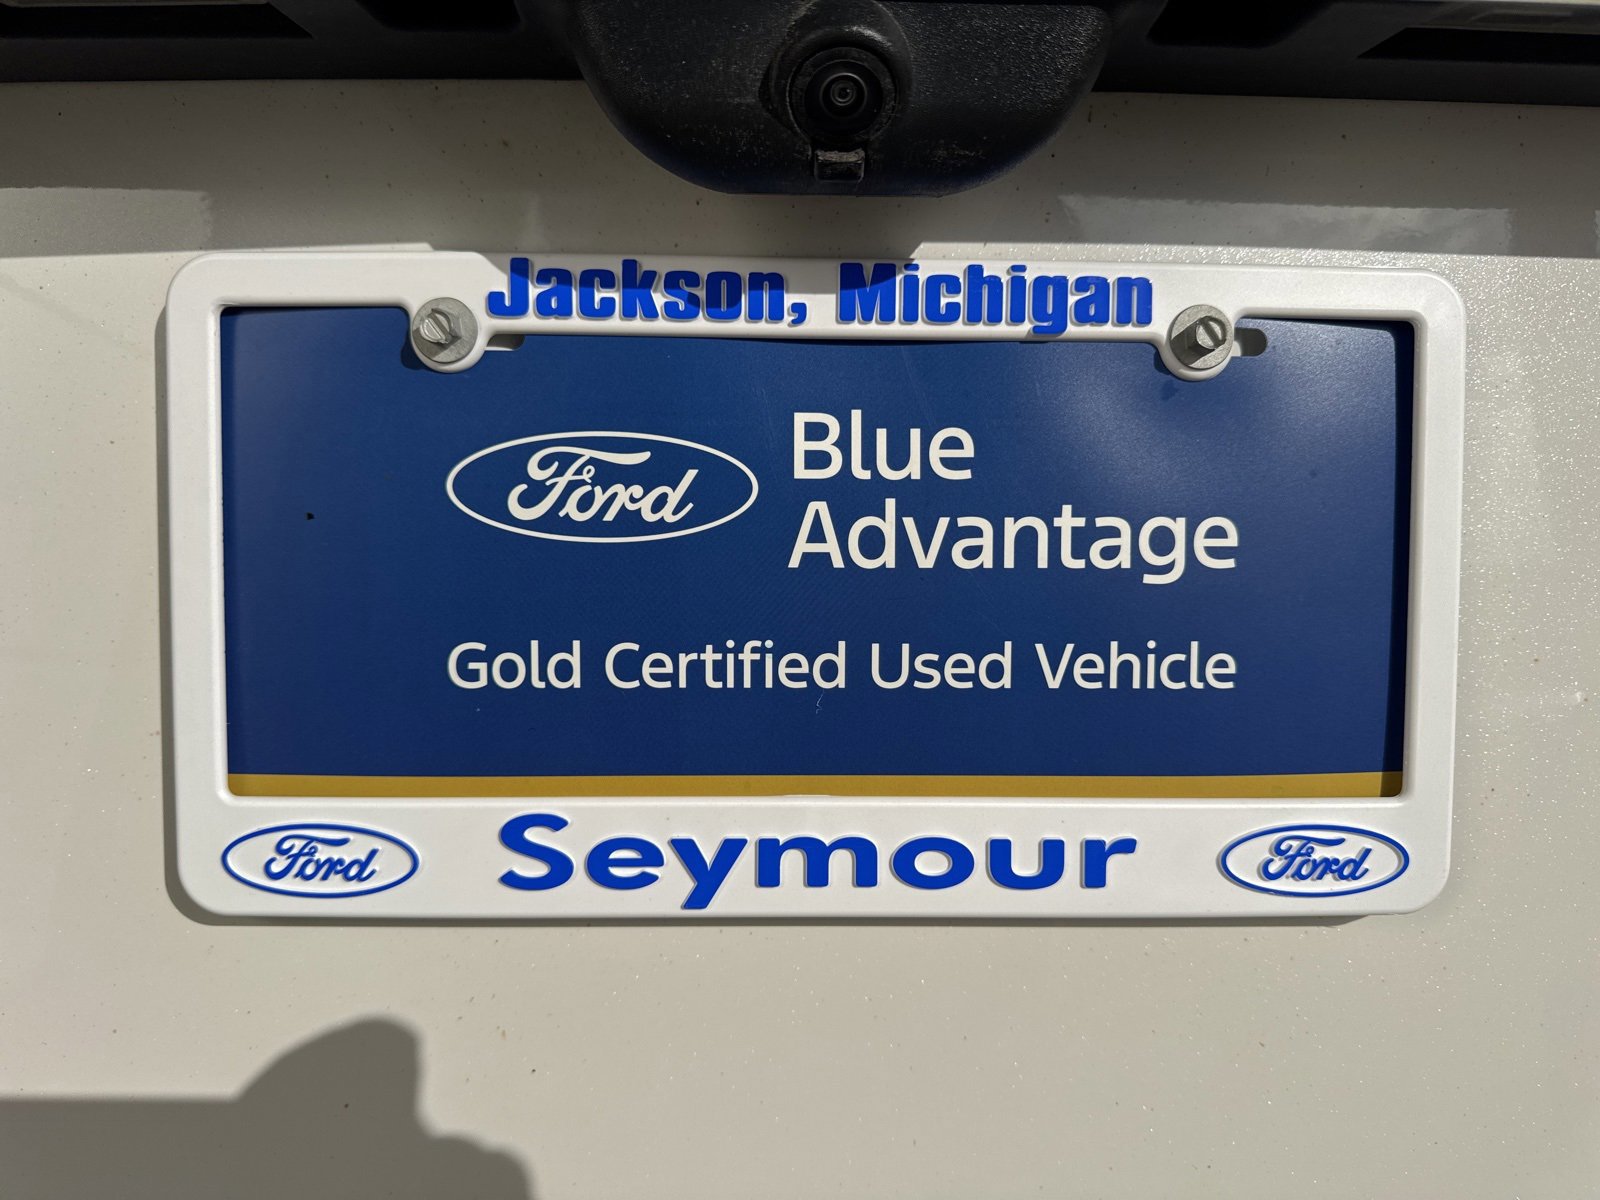 Jackson, Michigan
Ford
Blue
Advantage
Gold Certified Used Vehicle
Ford Seymour Ford